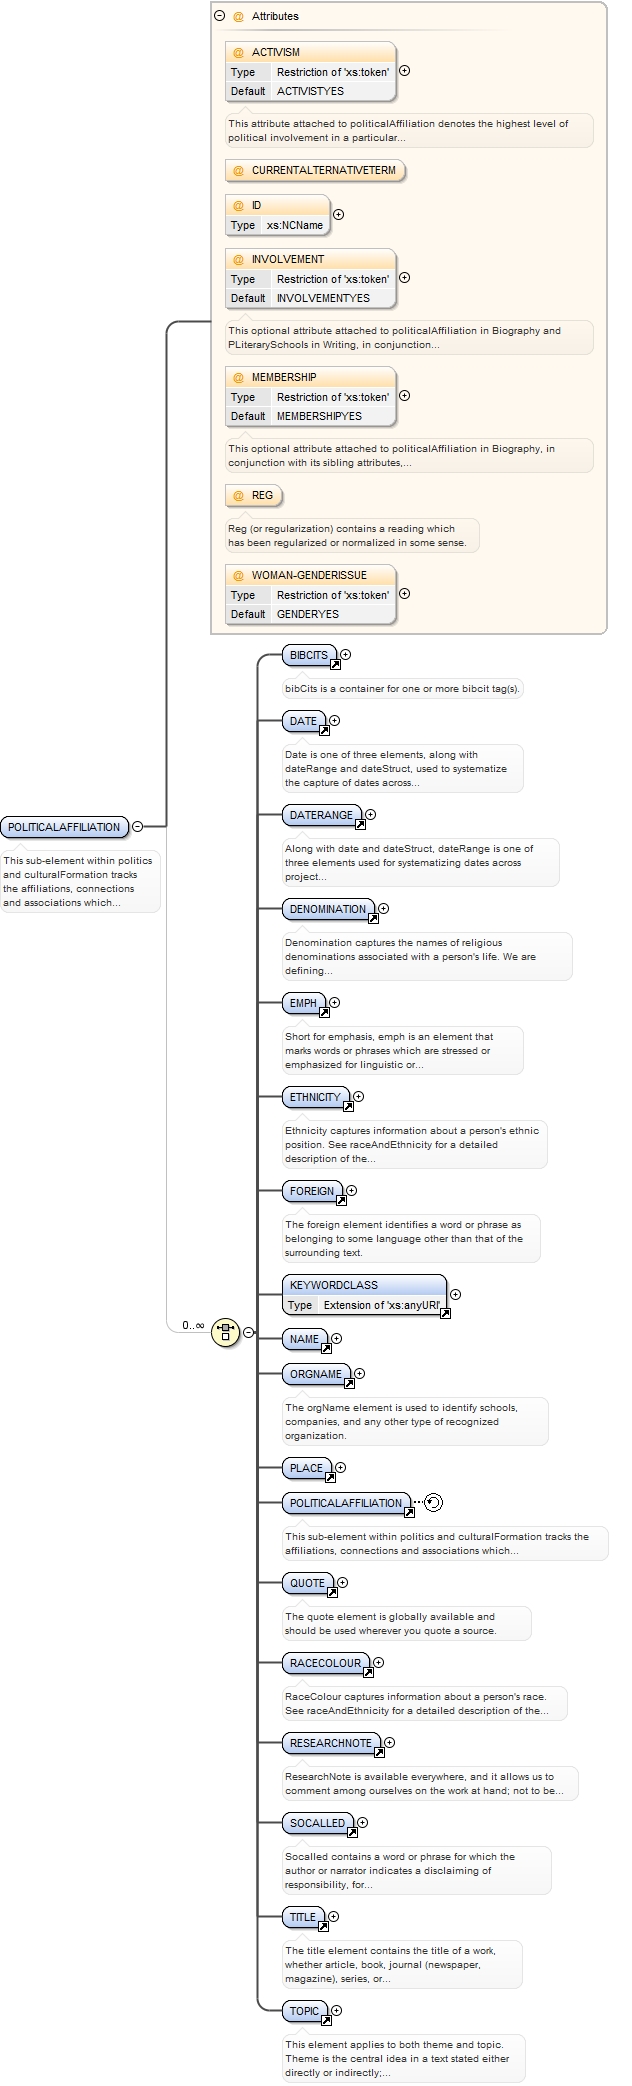 Attributes
@ ACTIVISM
Type Restriction of 'xs:token'
Default ACTIVISTYES
This attribute attached to politicalAffiliation denotes the highest level of
political involvement in a particular...
@ CURRENTALTERNATIVETERM
@ ID
Type xs:NCName
@ INVOLVEMENT
Type Restriction of 'xs:token'
Default INVOLVEMENTYES
This optional attribute attached to politicalAffiliation in Biography and
PLiterarySchools in Writing, in conjunction...
@ MEMBERSHIP
Type Restriction of 'xs:token'
Default MEMBERSHIPYES
This optional attribute attached to politicalAffiliation in Biography, in
conjunction with its sibling attributes,...
@ REG
Reg (or regularization) contains a reading which
has been regularized or normalized in some sense.
@ WOMAN-GENDERISSUE
Type Restriction of 'xs:token'
Default GENDERYES
POLITICALAFFILIATION
This sub-element within politics
and culturalFormation tracks
the affiliations, connections
and associations which...
0..∞
BIBCITS
bibCits is a container for one or more bibcit tag(s).
DATE
Date is one of three elements, along with
dateRange and dateStruct, used to systematize
the capture of dates across...
DATERANGE
Along with date and dateStruct, dateRange is one of
three elements used for systematizing dates across
project...
DENOMINATION
Denomination captures the names of religious
denominations associated with a person's life. We are
defining...
EMPH
Short for emphasis, emph is an element that
marks words or phrases which are stressed or
emphasized for linguistic or...
ETHNICITY
Ethnicity captures information about a person's ethnic
position. See raceAndEthnicity for a detailed
description of the...
FOREIGN
The foreign element identifies a word or phrase as
belonging to some language other than that of the
surrounding text.
KEYWORDCLASS
Type Extension of 'xs:anyURI'
NAME
ORGNAME
The orgName element is used to identify schools,
companies, and any other type of recognized
organization.
PLACE
POLITICALAFFILIATION
This sub-element within politics and culturalFormation tracks the
affiliations, connections and associations which...
QUOTE
The quote element is globally available and
should be used wherever you quote a source.
RACECOLOUR
RaceColour captures information about a person's race.
See raceAndEthnicity for a detailed description of the...
RESEARCHNOTE
ResearchNote is available everywhere, and it allows us to
comment among ourselves on the work at hand; not to be...
SOCALLED
Socalled contains a word or phrase for which the
author or narrator indicates a disclaiming of
responsibility, for...
TITLE
The title element contains the title of a work,
whether article, book, journal (newspaper,
magazine), series, or...
TOPIC
This element applies to both theme and topic.
Theme is the central idea in a text stated either
directly or indirectly;...